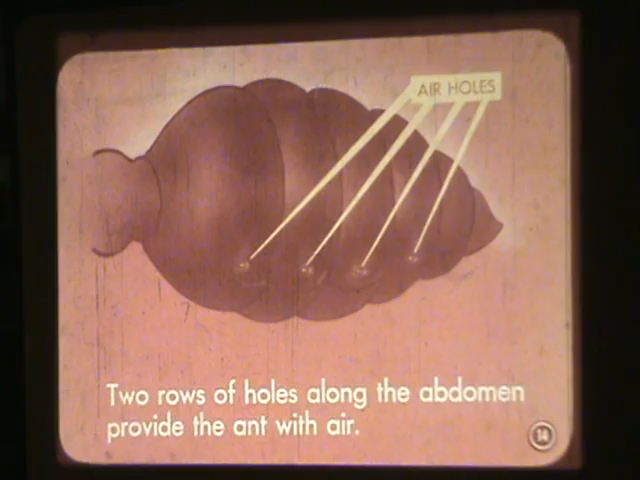 AIR HOLES
Two rows of holes along the abdomen
provide the ant with air.
14